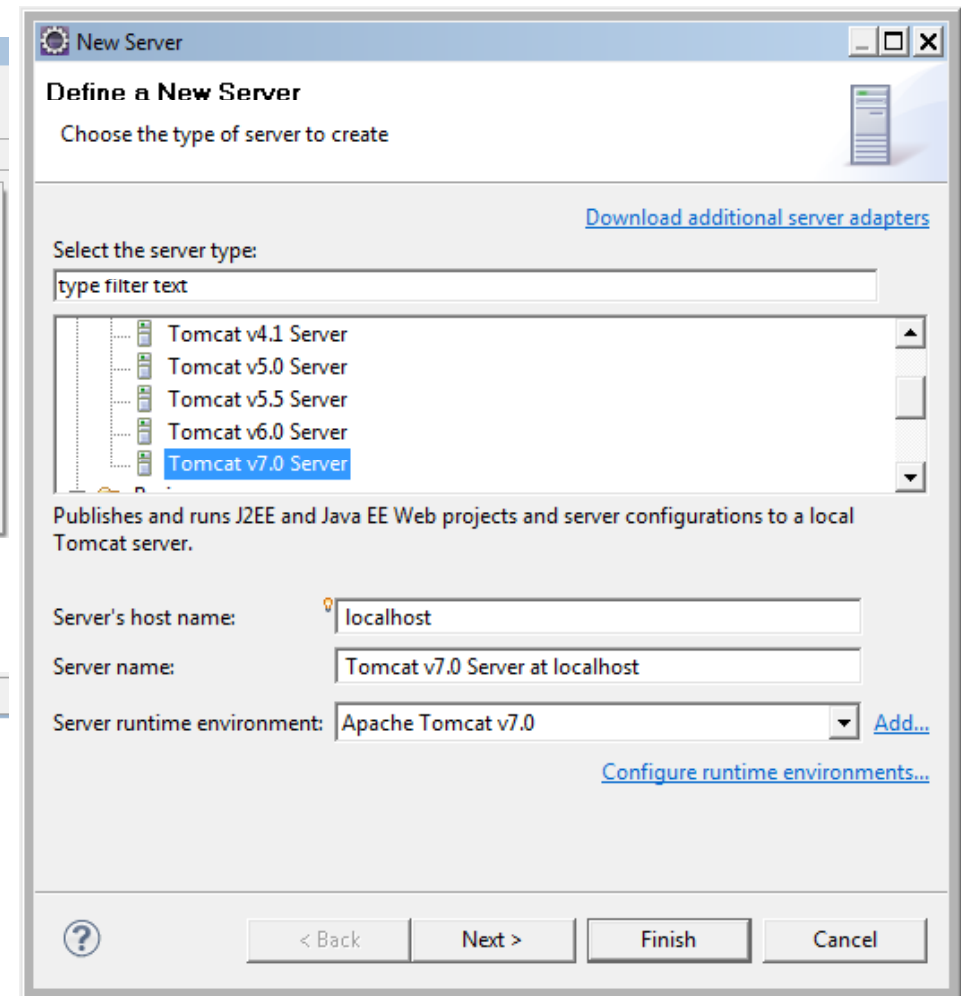 New Server
Define a New Server
Choose the type of server to create
Download additional server adapters
Select the server type:
type filter text
Tomcat v4.1 Server
Tomcat v5.0 Server
Tomcat v5.5 Server
Tomcat v6.0 Server
Tomcat v7.0 Server
Publishes and runs J2EE and Java EE Web projects and server configurations to a local
Tomcat server.
Server's host name: localhost
Server name: Tomcat v7.0 Server at localhost
Server runtime environment: Apache Tomcat v7.0 Add...
Configure runtime environments...
? < Back Next > Finish Cancel